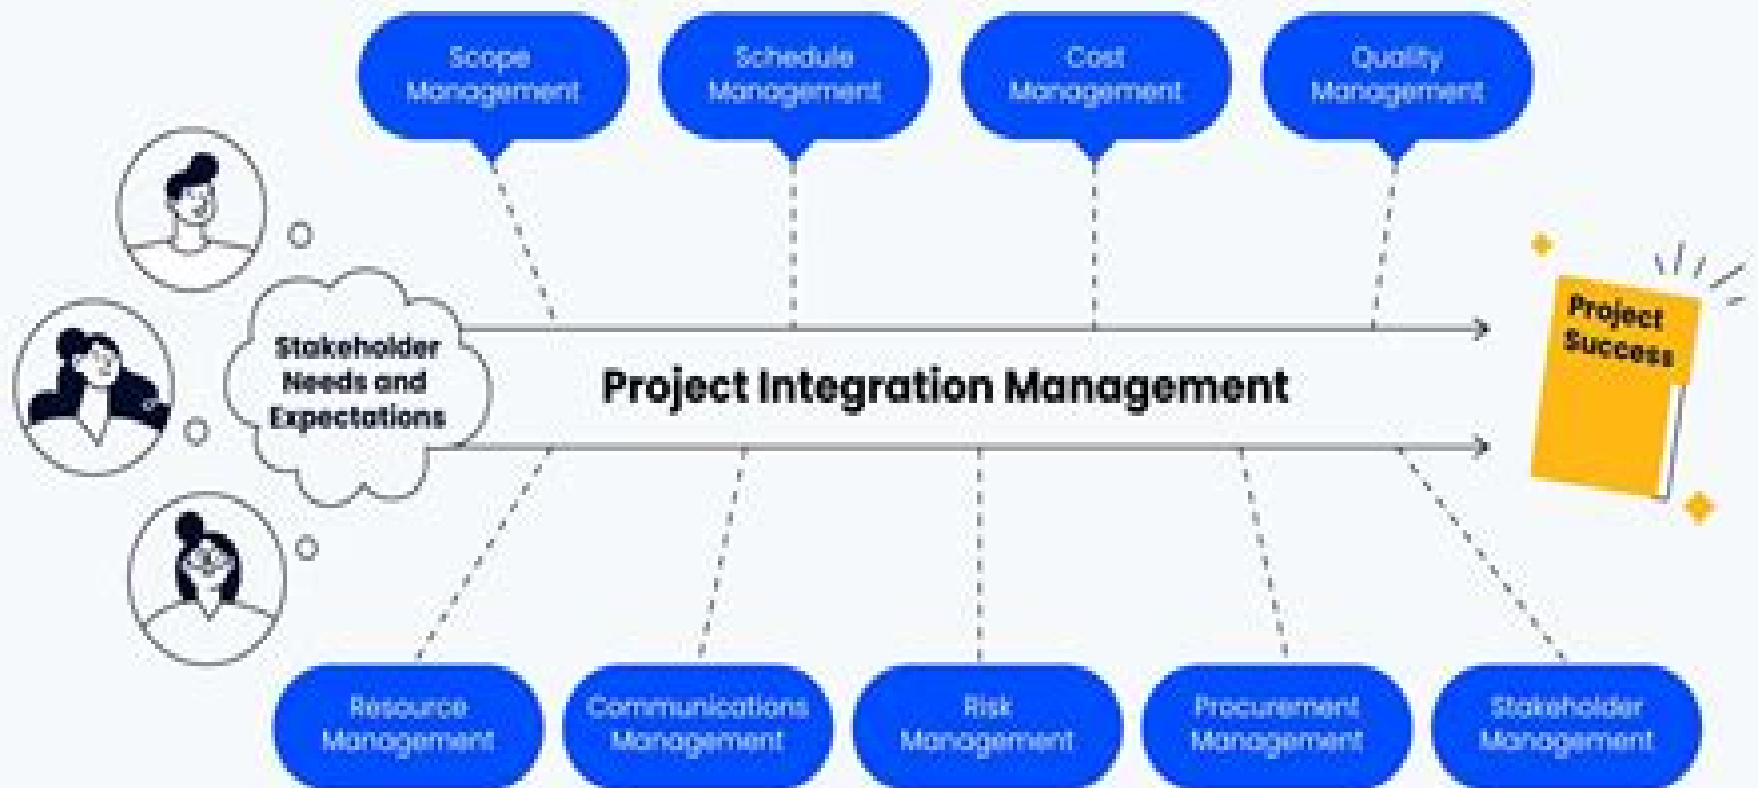 Scope
Management
Schedule
Management
Cost
Management
Quality
Management
Stakeholder
Needs and
Expectations
Project Integration Management
Project
Success
Resource
Management
Communications
Management
Risk
Management
Procurement
Management
Stakeholder
Management